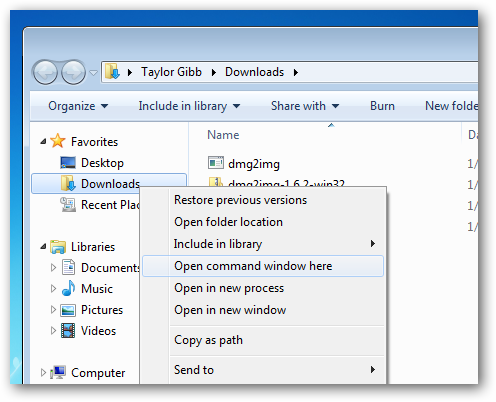 Taylor Gibb Downloads
Organize Include in library Share with Burn New folde
Favorites
Desktop
Downloads
Recent Plac
Libraries
Documents
Music
Pictures
Videos
Computer
Name
dmg2img
dmg2img-1.6.2-win32
Restore previous versions
Open folder location
Include in library
Open command window here
Open in new process
Open in new window
Copy as path
Send to
1/
1/
1/
1/